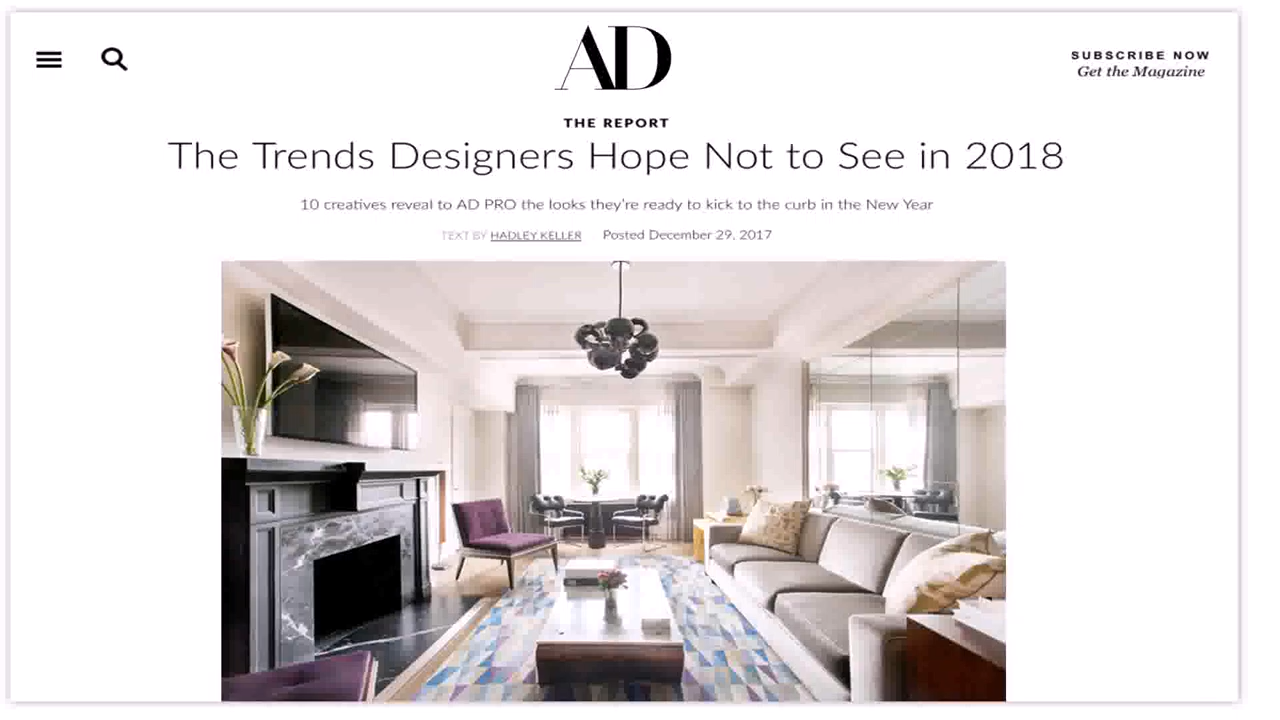 AD
SUBSCRIBE NOW
Get the Magazine
THE REPORT
The Trends Designers Hope Not to See in 2018
10 creatives reveal to AD PRO the looks they're ready to kick to the curb in the New Year
TEXT BY HADLEY KELLER Posted December 29, 2017